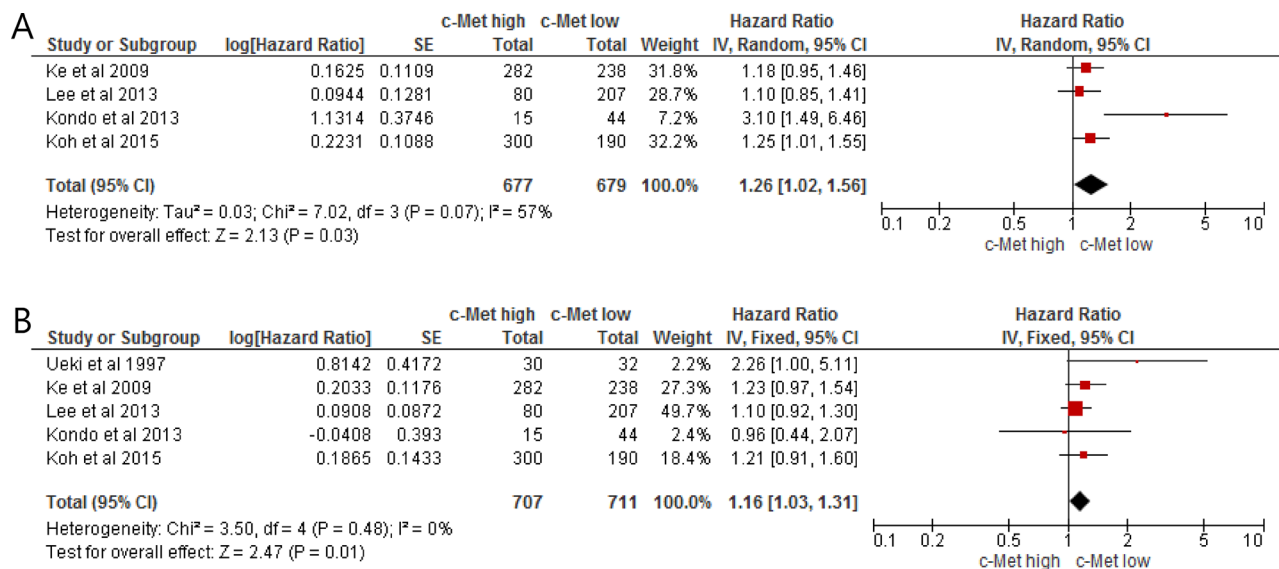 A
c-Met high c-Met low Hazard Ratio Hazard Ratio
Study or Subgroup log[Hazard Ratio] SE Total Total Weight IV, Random, 95% CI IV, Random, 95% CI
Ke et al 2009 0.1625 0.1109 282 238 31.8% 1.18 [0.95, 1.46]
Lee et al 2013 0.0944 0.1281 80 207 28.7% 1.10 [0.85, 1.41]
Kondo et al 2013 1.1314 0.3746 15 44 7.2% 3.10 [1.49, 6.46]
Koh et al 2015 0.2231 0.1088 300 190 32.2% 1.25 [1.01, 1.55]
Total (95% CI) 677 679 100.0% 1.26 [1.02, 1.56]
Heterogeneity: Tau² = 0.03; Chi² = 7.02, df = 3 (P = 0.07); I² = 57%
Test for overall effect: Z = 2.13 (P = 0.03)
0.1 0.2 0.5 1 2 5 10
c-Met high c-Met low
B
c-Met high c-Met low Hazard Ratio Hazard Ratio
Study or Subgroup log[Hazard Ratio] SE Total Total Weight IV, Fixed, 95% CI IV, Fixed, 95% CI
Ueki et al 1997 0.8142 0.4172 30 32 2.2% 2.26 [1.00, 5.11]
Ke et al 2009 0.2033 0.1176 282 238 27.3% 1.23 [0.97, 1.54]
Lee et al 2013 0.0908 0.0872 80 207 49.7% 1.10 [0.92, 1.30]
Kondo et al 2013 -0.0408 0.393 15 44 2.4% 0.96 [0.44, 2.07]
Koh et al 2015 0.1865 0.1433 300 190 18.4% 1.21 [0.91, 1.60]
Total (95% CI) 707 711 100.0% 1.16 [1.03, 1.31]
Heterogeneity: Chi² = 3.50, df = 4 (P = 0.48); I² = 0%
Test for overall effect: Z = 2.47 (P = 0.01)
0.1 0.2 0.5 1 2 5 10
c-Met high c-Met low